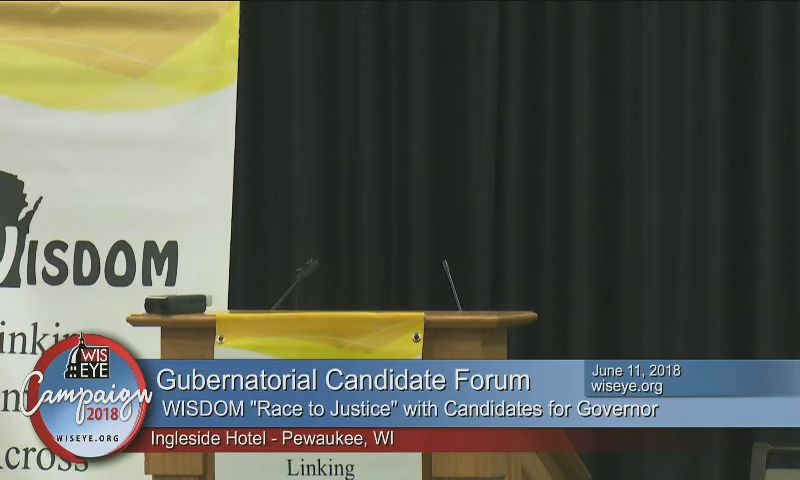 WISDOM
WIS
EYE
Campaign
2018
WISEYE.ORG
Gubernatorial Candidate Forum
WISDOM "Race to Justice" with Candidates for Governor
Ingleside Hotel - Pewaukee, WI
June 11, 2018
wiseye.org
Linking